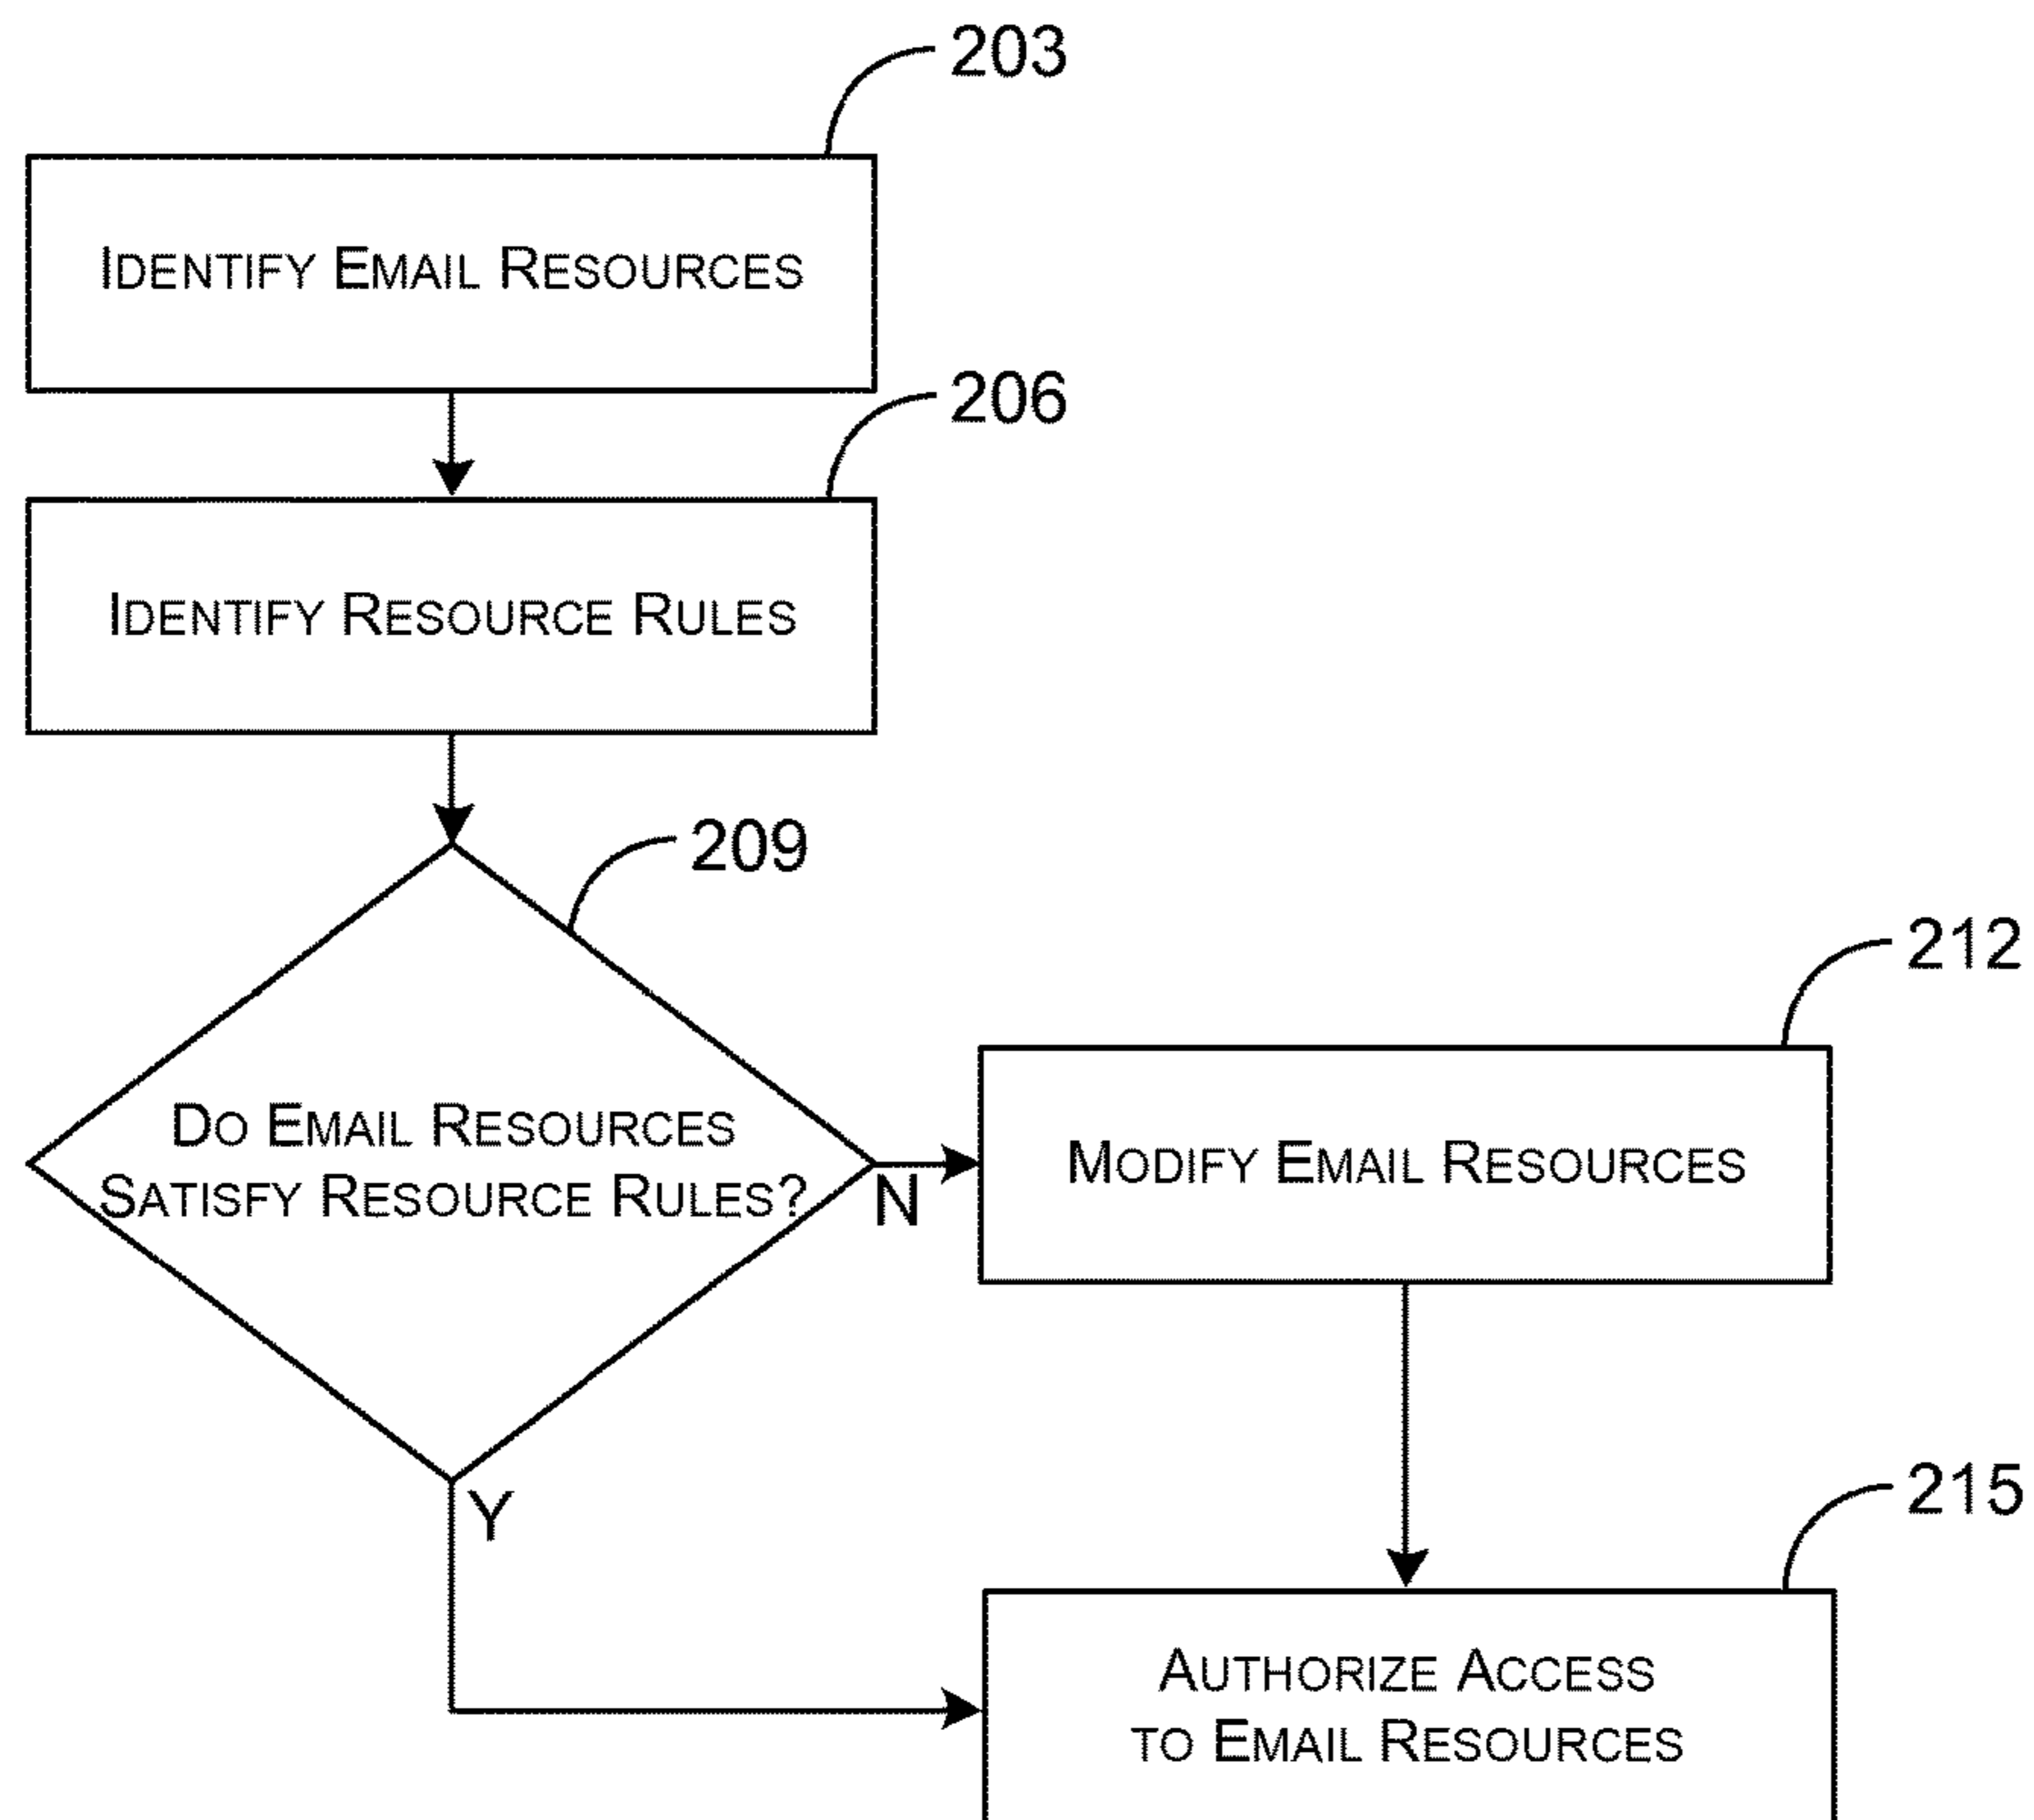 203
IDENTIFY EMAIL RESOURCES
206
IDENTIFY RESOURCE RULES
209
DO EMAIL RESOURCES
SATISFY RESOURCE RULES?
N
212
MODIFY EMAIL RESOURCES
Y
215
AUTHORIZE ACCESS
TO EMAIL RESOURCES